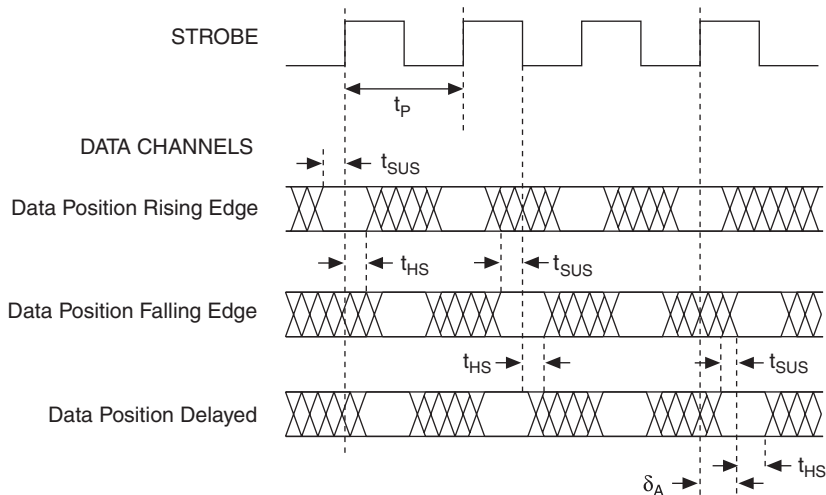 STROBE
tP
DATA CHANNELS
tSUS
Data Position Rising Edge
tHS
tSUS
Data Position Falling Edge
tHS
tSUS
Data Position Delayed
tHS
δA